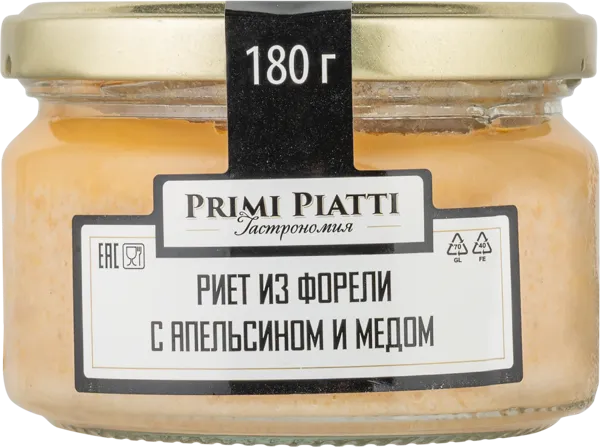 180 г
PRIMI PIATTI
Гастрономия
EAC
70
GL
40
FE
РИЕТ ИЗ ФОРЕЛИ
С АПЕЛЬСИНОМ И МЕДОМ